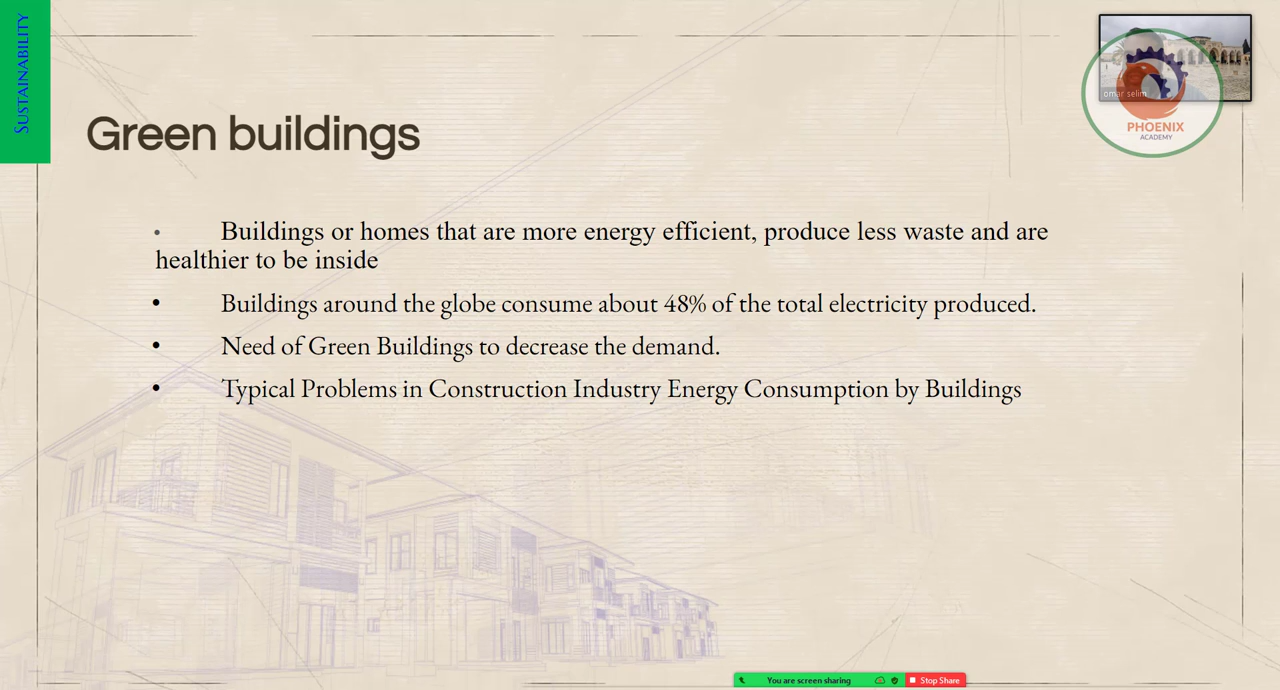 SUSTAINABILITY
omar selim
PHOENIX
ACADEMY
Green buildings
• Buildings or homes that are more energy efficient, produce less waste and are
healthier to be inside
• Buildings around the globe consume about 48% of the total electricity produced.
• Need of Green Buildings to decrease the demand.
• Typical Problems in Construction Industry Energy Consumption by Buildings
You are screen sharing
Stop Share